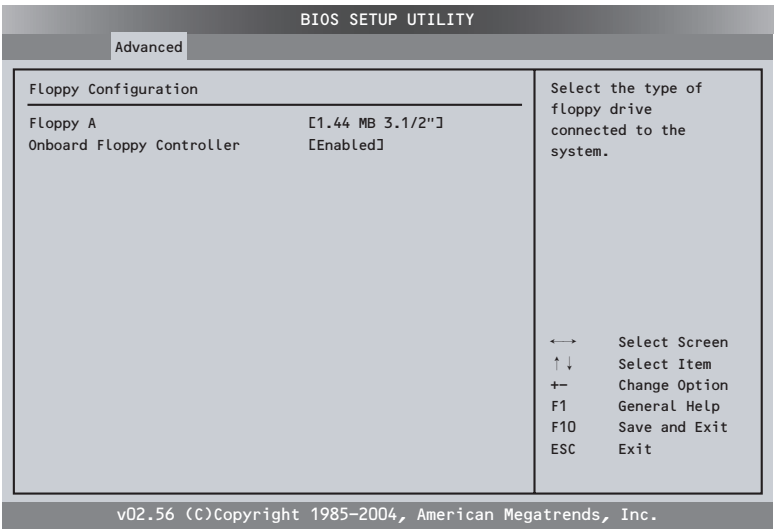 BIOS SETUP UTILITY
Advanced
Floppy Configuration
Floppy A [1.44 MB 3.1/2"]
Onboard Floppy Controller [Enabled]
Select the type of
floppy drive
connected to the
system.
←→ Select Screen
↑↓ Select Item
+- Change Option
F1 General Help
F10 Save and Exit
ESC Exit
v02.56 (C)Copyright 1985-2004, American Megatrends, Inc.